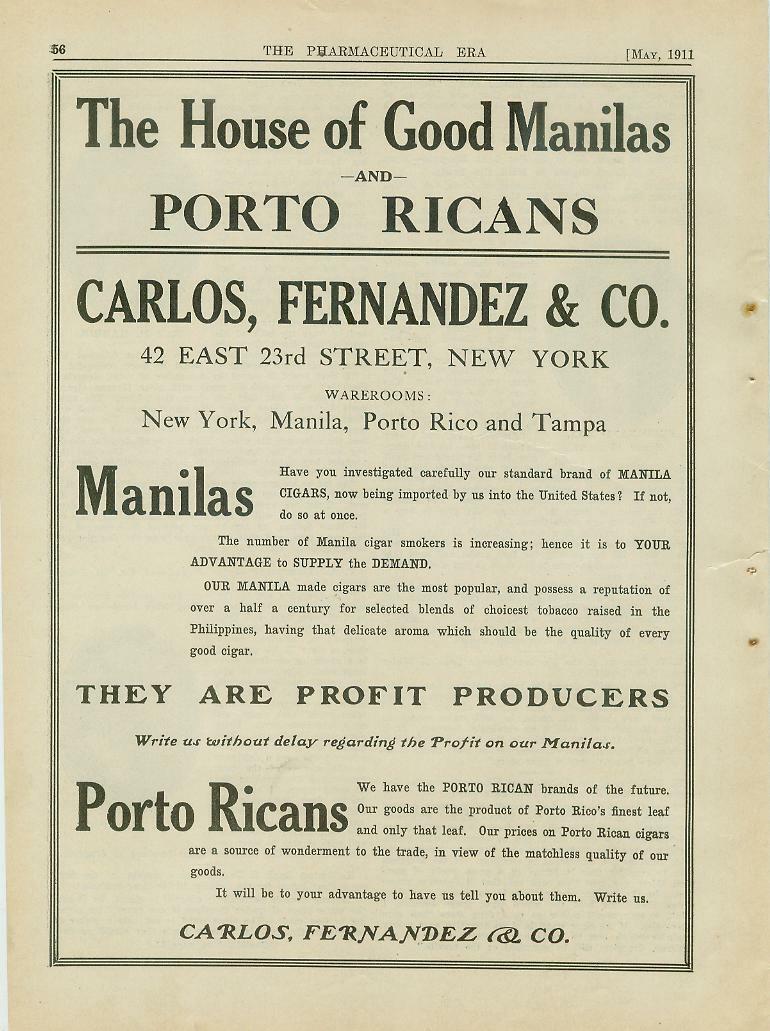 56 THE PHARMACEUTICAL ERA [MAY, 1911
The House of Good Manilas
—AND—
PORTO RICANS
CARLOS, FERNANDEZ & CO.
42 EAST 23rd STREET, NEW YORK
WAREROOMS:
New York, Manila, Porto Rico and Tampa
Manilas
Have you investigated carefully our standard brand of MANILA
CIGARS, now being imported by us into the United States? If not,
do so at once.
The number of Manila cigar smokers is increasing; hence it is to YOUR
ADVANTAGE to SUPPLY the DEMAND.
OUR MANILA made cigars are the most popular, and possess a reputation of
over a half a century for selected blends of choicest tobacco raised in the
Philippines, having that delicate aroma which should be the quality of every
good cigar.
THEY ARE PROFIT PRODUCERS
Write us without delay regarding the Profit on our Manilas.
Porto Ricans
We have the PORTO RICAN brands of the future.
Our goods are the product of Porto Rico's finest leaf
and only that leaf. Our prices on Porto Rican cigars
are a source of wonderment to the trade, in view of the matchless quality of our
goods.
It will be to your advantage to have us tell you about them. Write us.
CARLOS, FERNANDEZ & CO.